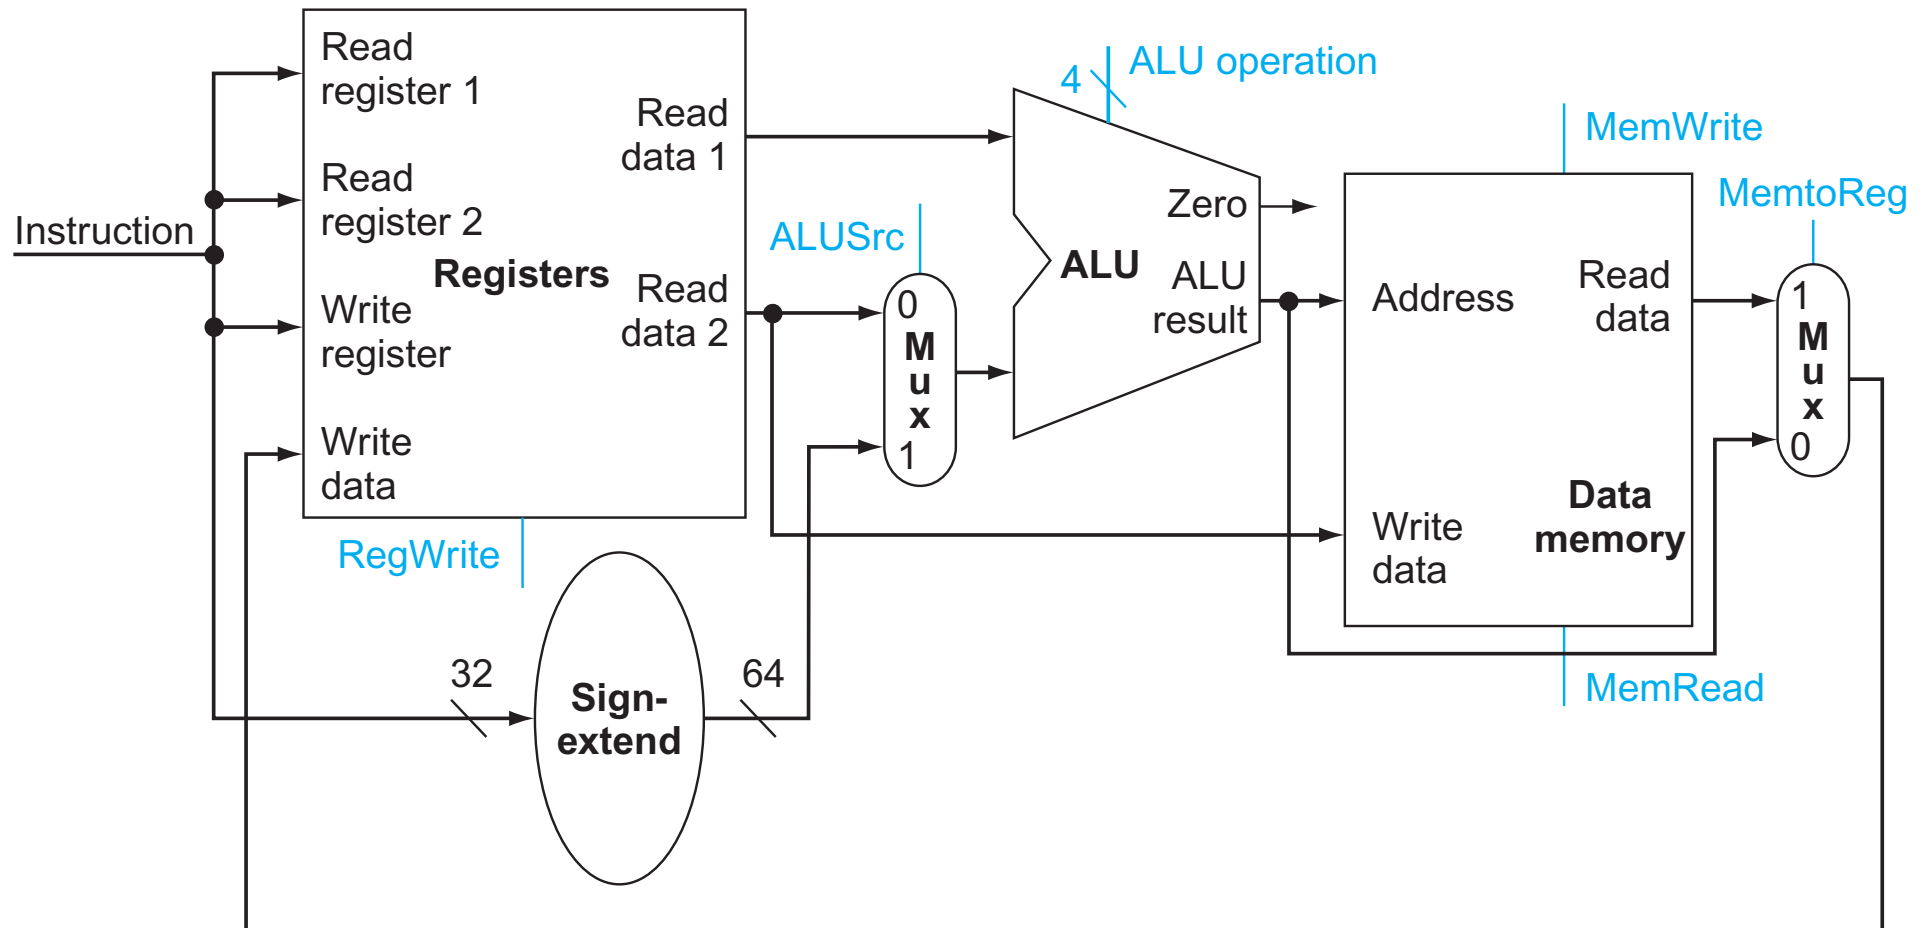 Instruction
Read
register 1
Read
register 2
Registers
Write
register
Write
data
Read
data 1
Read
data 2
RegWrite
32
Sign-
extend
64
ALUSrc
0
M
u
x
1
4
ALU operation
Zero
ALU
ALU
result
MemWrite
Address
Read
data
Write
data
Data
memory
MemRead
MemtoReg
1
M
u
x
0